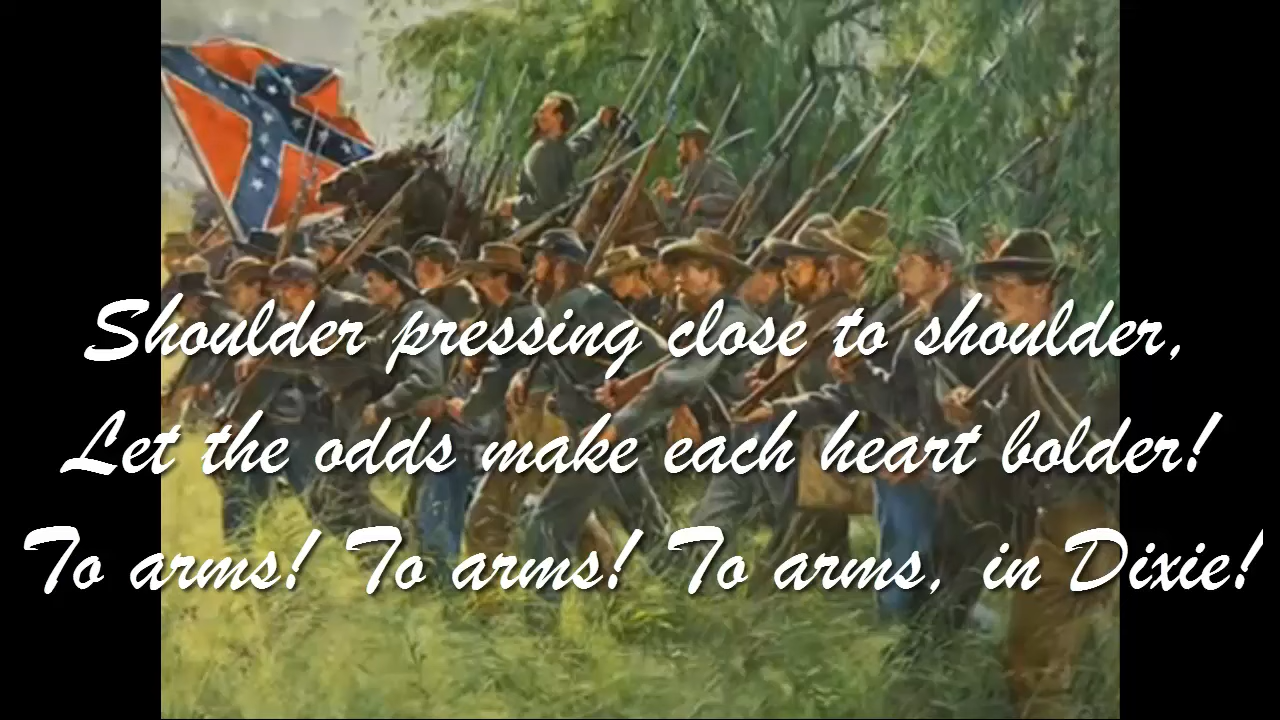 Shoulder pressing close to shoulder,
Let the odds make each heart bolder!
To arms! To arms! To arms, in Dixie!